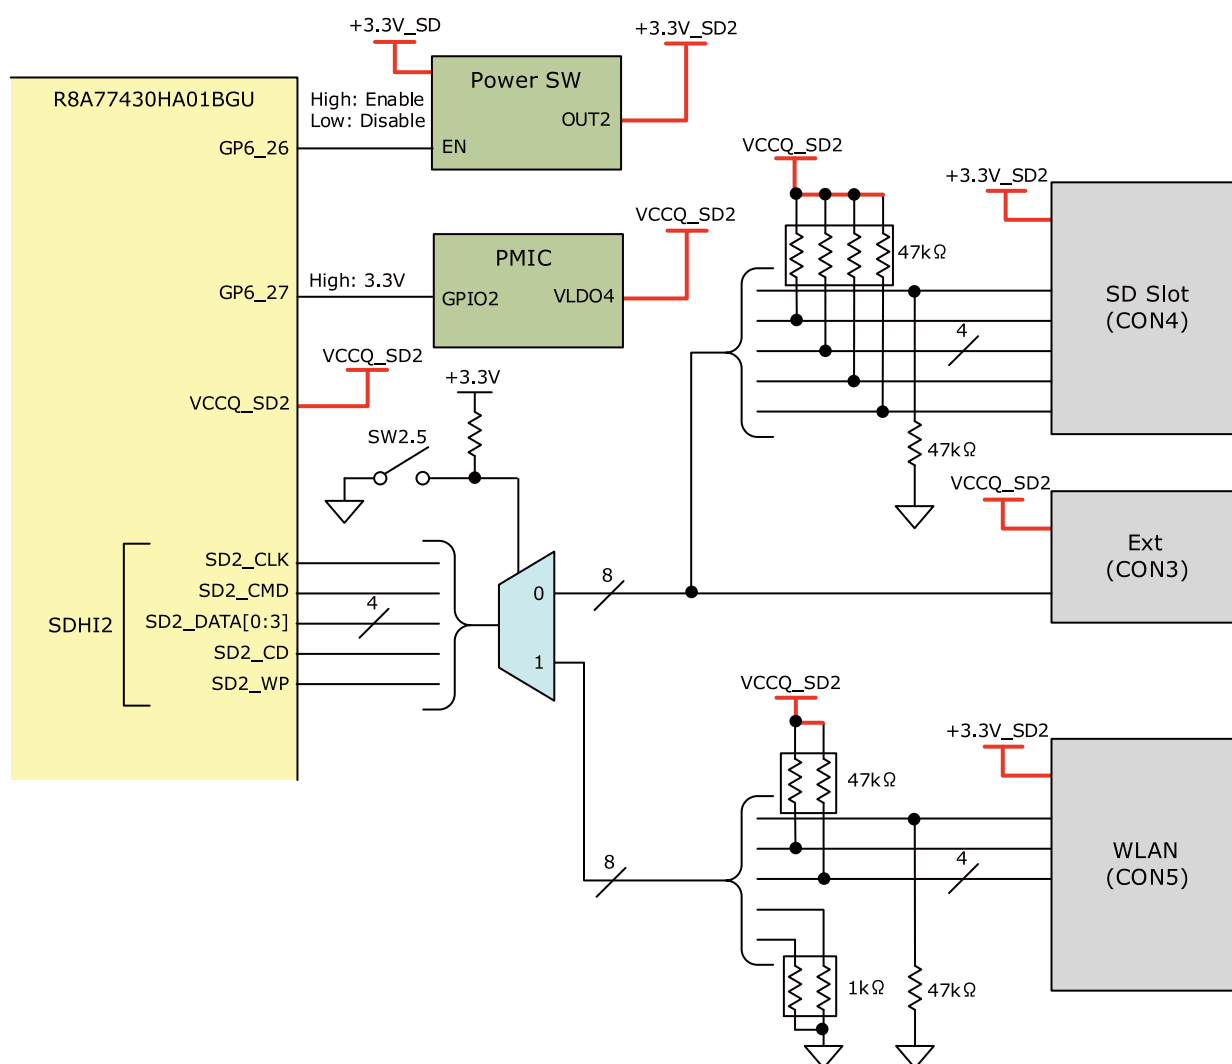 +3.3V_SD
+3.3V_SD2
Power SW
R8A77430HA01BGU
High: Enable
Low: Disable
OUT2
GP6_26
EN
VCCQ_SD2
+3.3V_SD2
VCCQ_SD2
PMIC
47kΩ
GP6_27
High: 3.3V
GPIO2
VLDO4
SD Slot
(CON4)
4
VCCQ_SD2
+3.3V
VCCQ_SD2
SW2.5
47kΩ
VCCQ_SD2
Ext
(CON3)
SDHI2
SD2_CLK
SD2_CMD
SD2_DATA[0:3]
SD2_CD
SD2_WP
4
0
1
8
VCCQ_SD2
+3.3V_SD2
47kΩ
8
4
WLAN
(CON5)
1kΩ
47kΩ